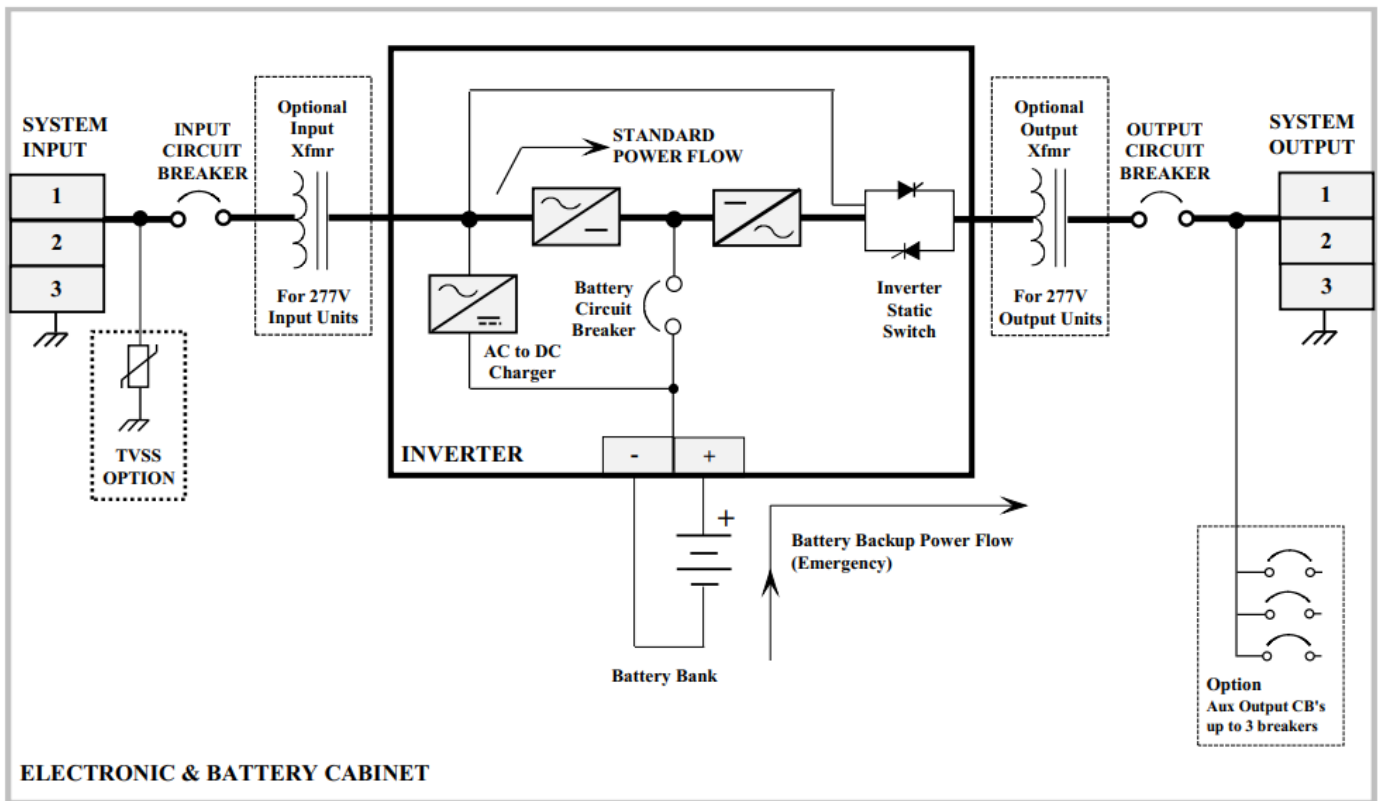 SYSTEM
INPUT
1
2
3
INPUT
CIRCUIT
BREAKER
TVSS
OPTION
Optional
Input
Xfmr
For 277V
Input Units
STANDARD
POWER FLOW
AC to DC
Charger
Battery
Circuit
Breaker
Inverter
Static
Switch
INVERTER
-
+
+
Battery Bank
Battery Backup Power Flow
(Emergency)
Optional
Output
Xfmr
For 277V
Output Units
OUTPUT
CIRCUIT
BREAKER
SYSTEM
OUTPUT
1
2
3
Option
Aux Output CB's
up to 3 breakers
ELECTRONIC & BATTERY CABINET